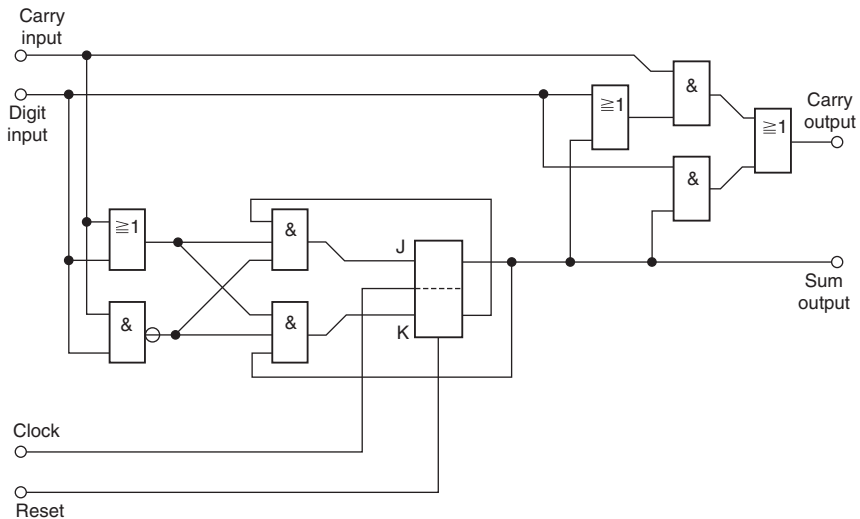 Carry
input
Digit
input
≧1
&
&
&
J
K
≧1
&
&
≧1
Carry
output
Sum
output
Clock
Reset